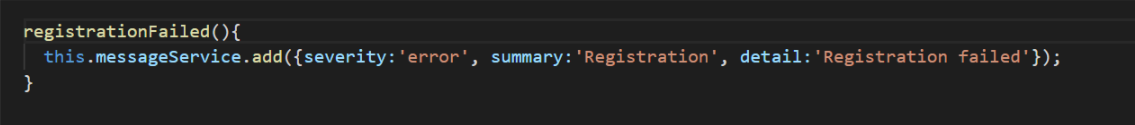 registrationFailed(){
this.messageService.add({severity:'error', summary:'Registration', detail:'Registration failed'});
}